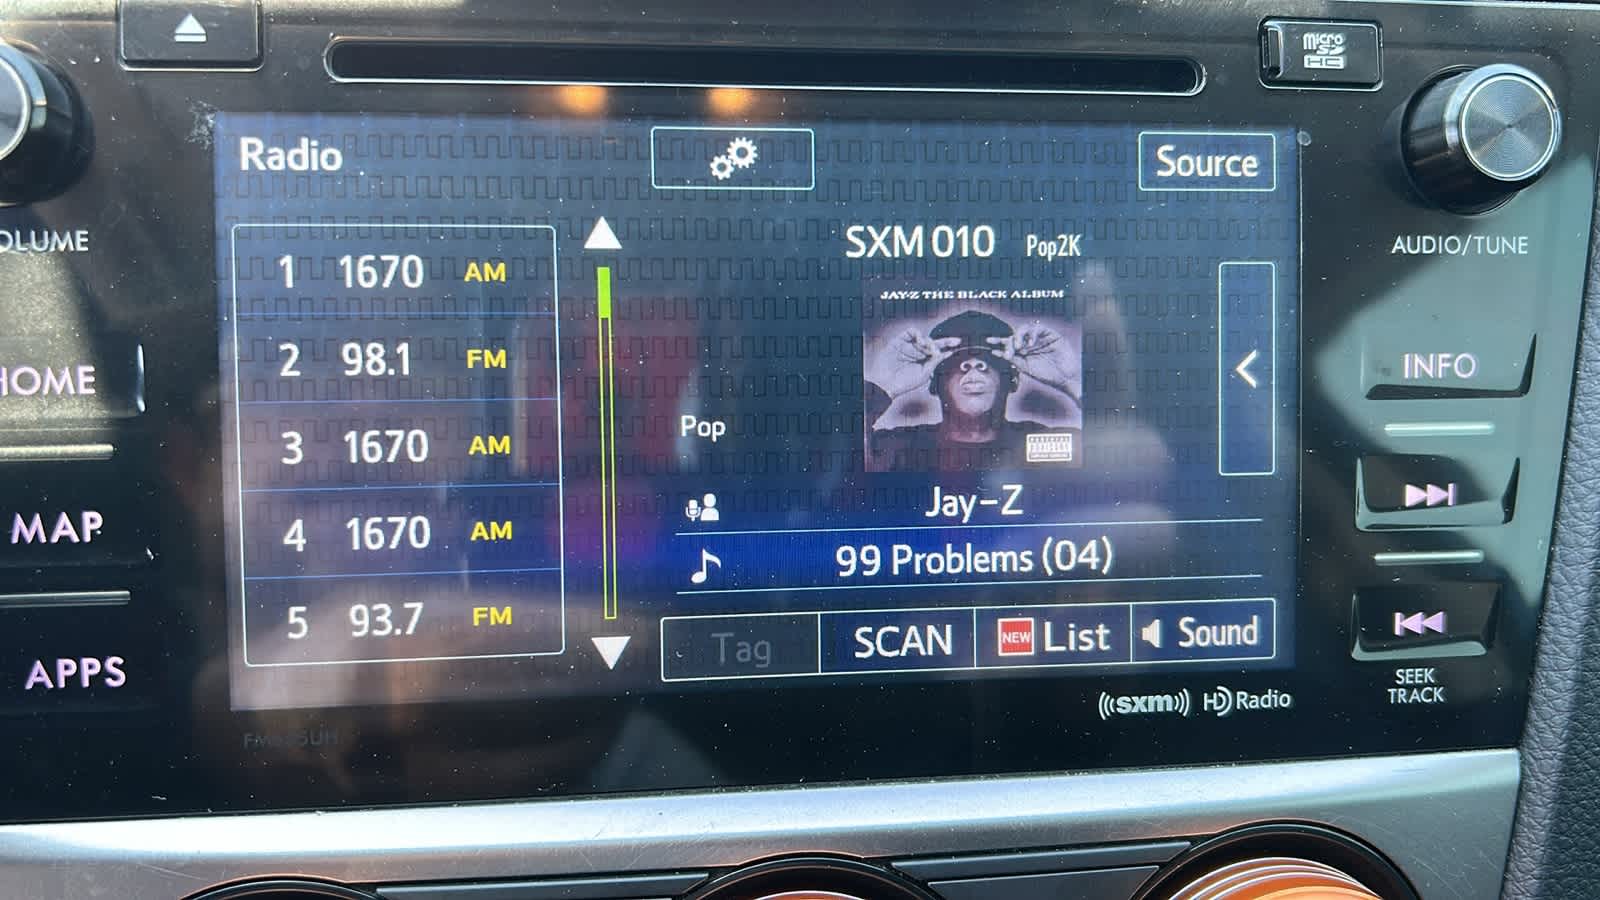 micro
SD
HC
Radio
Source
OLUME
AUDIO/TUNE
SXM 010 Pop2K
1 1670 AM
2 98.1 FM
3 1670 AM
4 1670 AM
5 93.7 FM
JAY-Z THE BLACK ALBUM
Pop
PARENTAL
ADVISORY
Jay-Z
99 Problems (04)
Tag
SCAN
NEW List
Sound
HOME
MAP
APPS
INFO
SEEK
TRACK
((sxm)) HD Radio